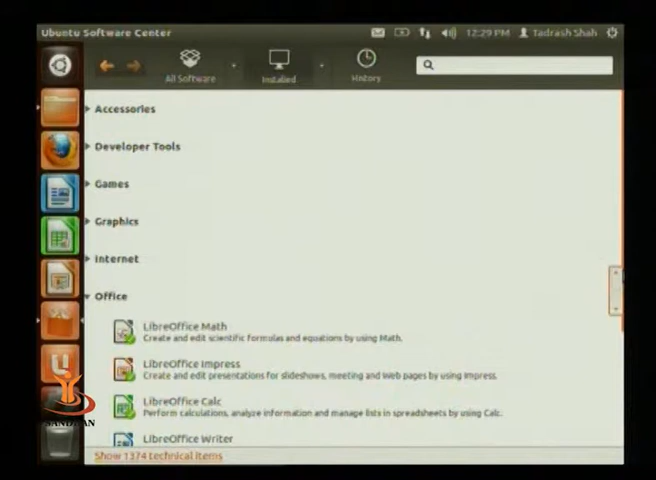 Ubuntu Software Center
12:29 PM Tadrash Shah
All Software
Installed
History
Accessories
Developer Tools
Games
Graphics
Internet
Office
LibreOffice Math
Create and edit scientific formulas and equations by using Math.
LibreOffice Impress
Create and edit presentations for slideshows, meeting and Web pages by using Impress.
LibreOffice Calc
Perform calculations, analyze information and manage lists in spreadsheets by using Calc.
LibreOffice Writer
Show 1374 technical items